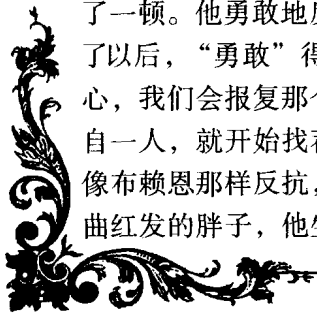 了一顿。他勇敢地
了以后，“勇敢”得
心，我们会报复那
自一人，就开始找
像布赖恩那样反抗，
曲红发的胖子，他